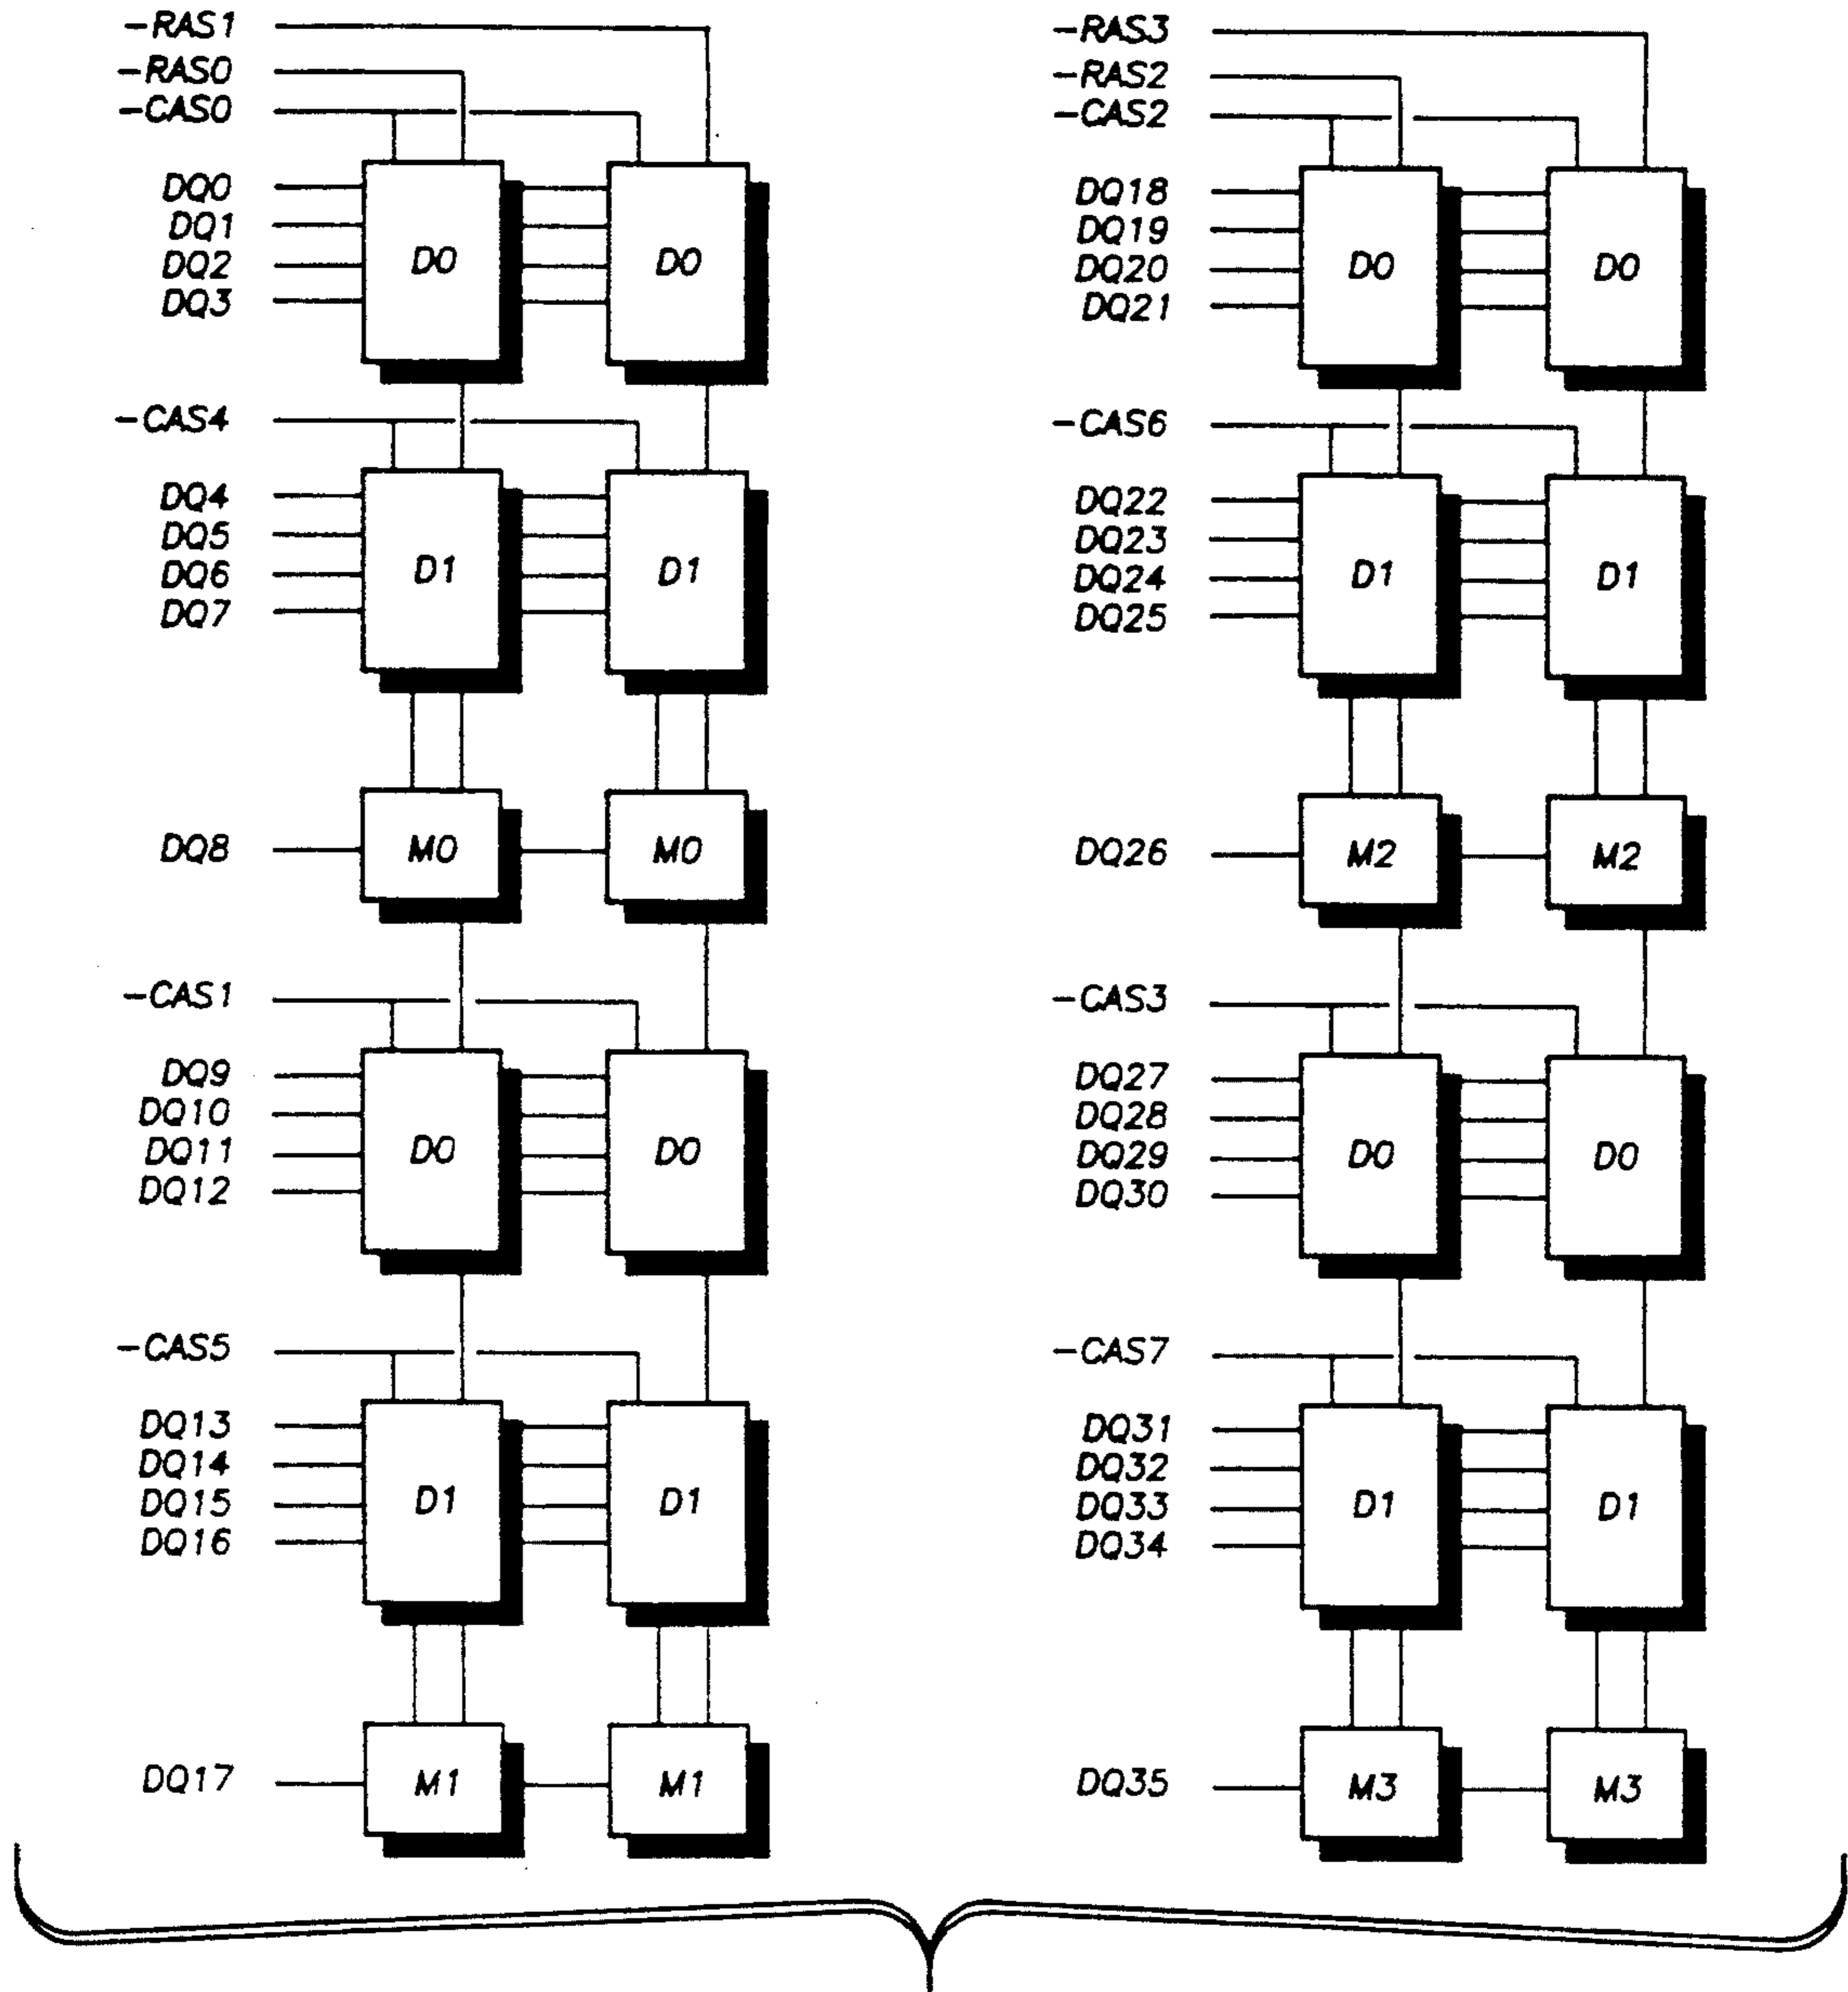 -RAS1
-RAS0
-CAS0
DQ0
DQ1
DQ2
DQ3
D0 D0
-CAS4
DQ4
DQ5
DQ6
DQ7
D1 D1
DQ8 M0 M0
-CAS1
DQ9
DQ10
DQ11
DQ12
D0 D0
-CAS5
DQ13
DQ14
DQ15
DQ16
D1 D1
DQ17 M1 M1
-RAS3
-RAS2
-CAS2
DQ18
DQ19
DQ20
DQ21
D0 D0
-CAS6
DQ22
DQ23
DQ24
DQ25
D1 D1
DQ26 M2 M2
-CAS3
DQ27
DQ28
DQ29
DQ30
D0 D0
-CAS7
DQ31
DQ32
DQ33
DQ34
D1 D1
DQ35 M3 M3